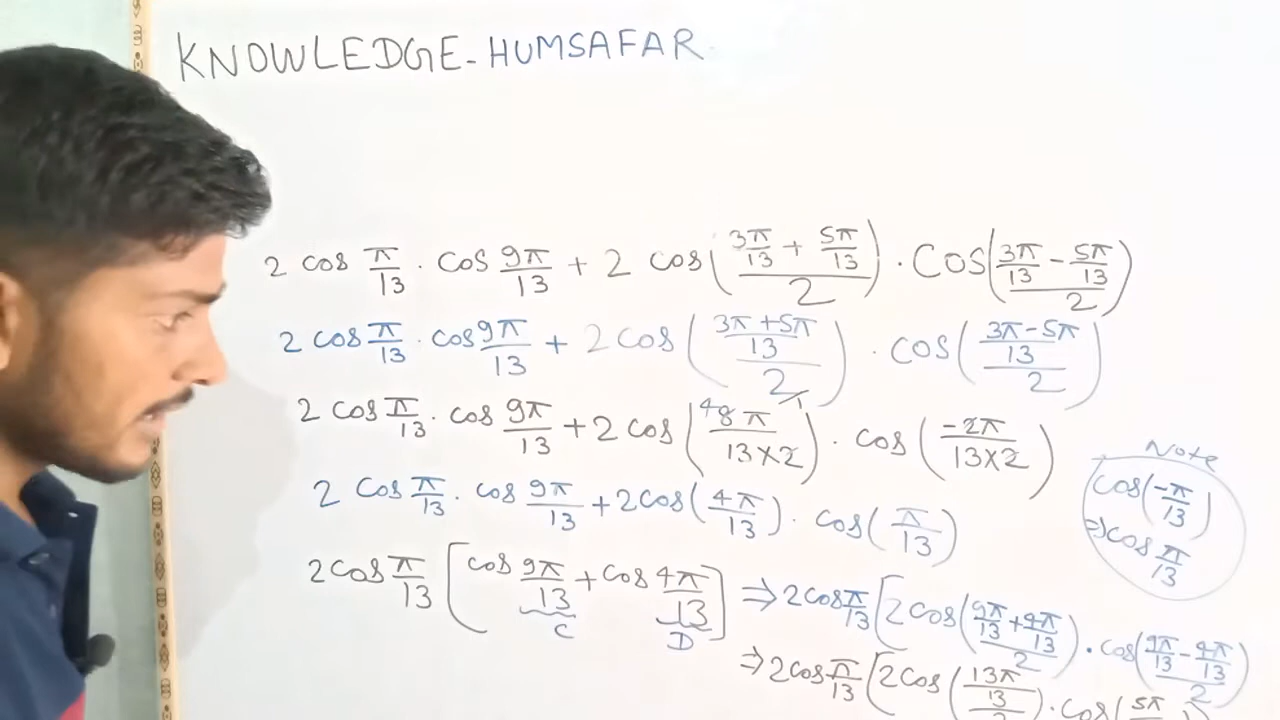 KNOWLEDGE-HUMSAFAR
2 cos π/13 · cos 9π/13 + 2 cos((3π/13 + 5π/13)/2) · cos((3π/13 - 5π/13)/2)
2 cos π/13 · cos 9π/13 + 2 cos((3π+5π)/13/2) · cos((3π-5π)/13/2)
2 cos π/13 · cos 9π/13 + 2 cos(8π/(13×2)) · cos(-2π/(13×2))
2 cos π/13 · cos 9π/13 + 2cos(4π/13) · cos(π/13)
Note
cos(-π/13)
⇒ cos π/13
2 cos π/13 [cos 9π/13 + cos 4π/13]
C D
⇒ 2 cos π/13 [2 cos((9π/13 + 4π/13)/2) · cos((9π/13 - 4π/13)/2)
⇒ 2 cos π/13 [2 cos((13π/13)/2) · cos(5π